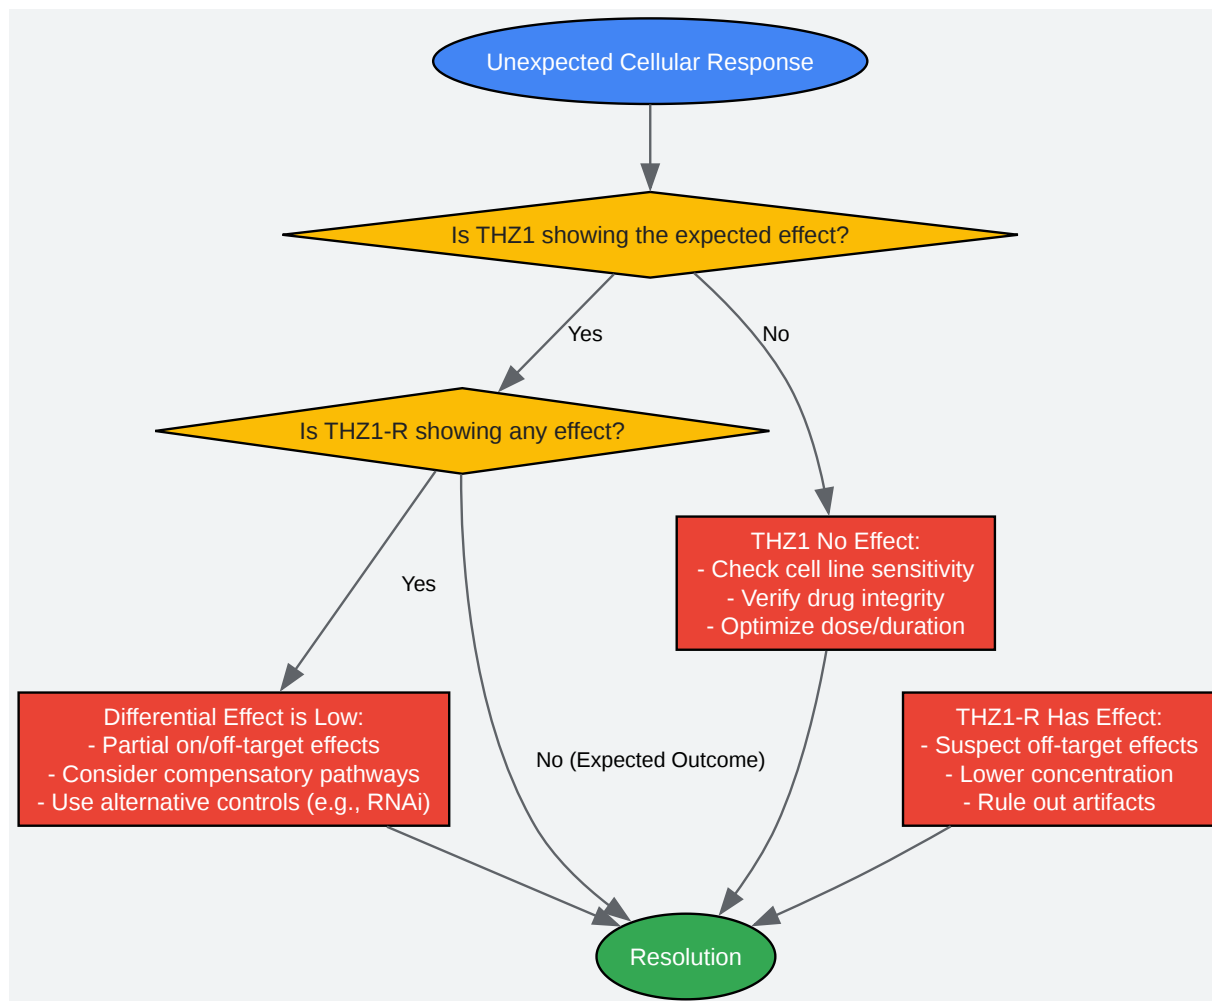 Unexpected Cellular Response
Is THZ1 showing the expected effect?
Yes
No
Is THZ1-R showing any effect?
THZ1 No Effect:
- Check cell line sensitivity
- Verify drug integrity
- Optimize dose/duration
Yes
Differential Effect is Low:
- Partial on/off-target effects
- Consider compensatory pathways
- Use alternative controls (e.g., RNAi)
No (Expected Outcome)
THZ1-R Has Effect:
- Suspect off-target effects
- Lower concentration
- Rule out artifacts
Resolution